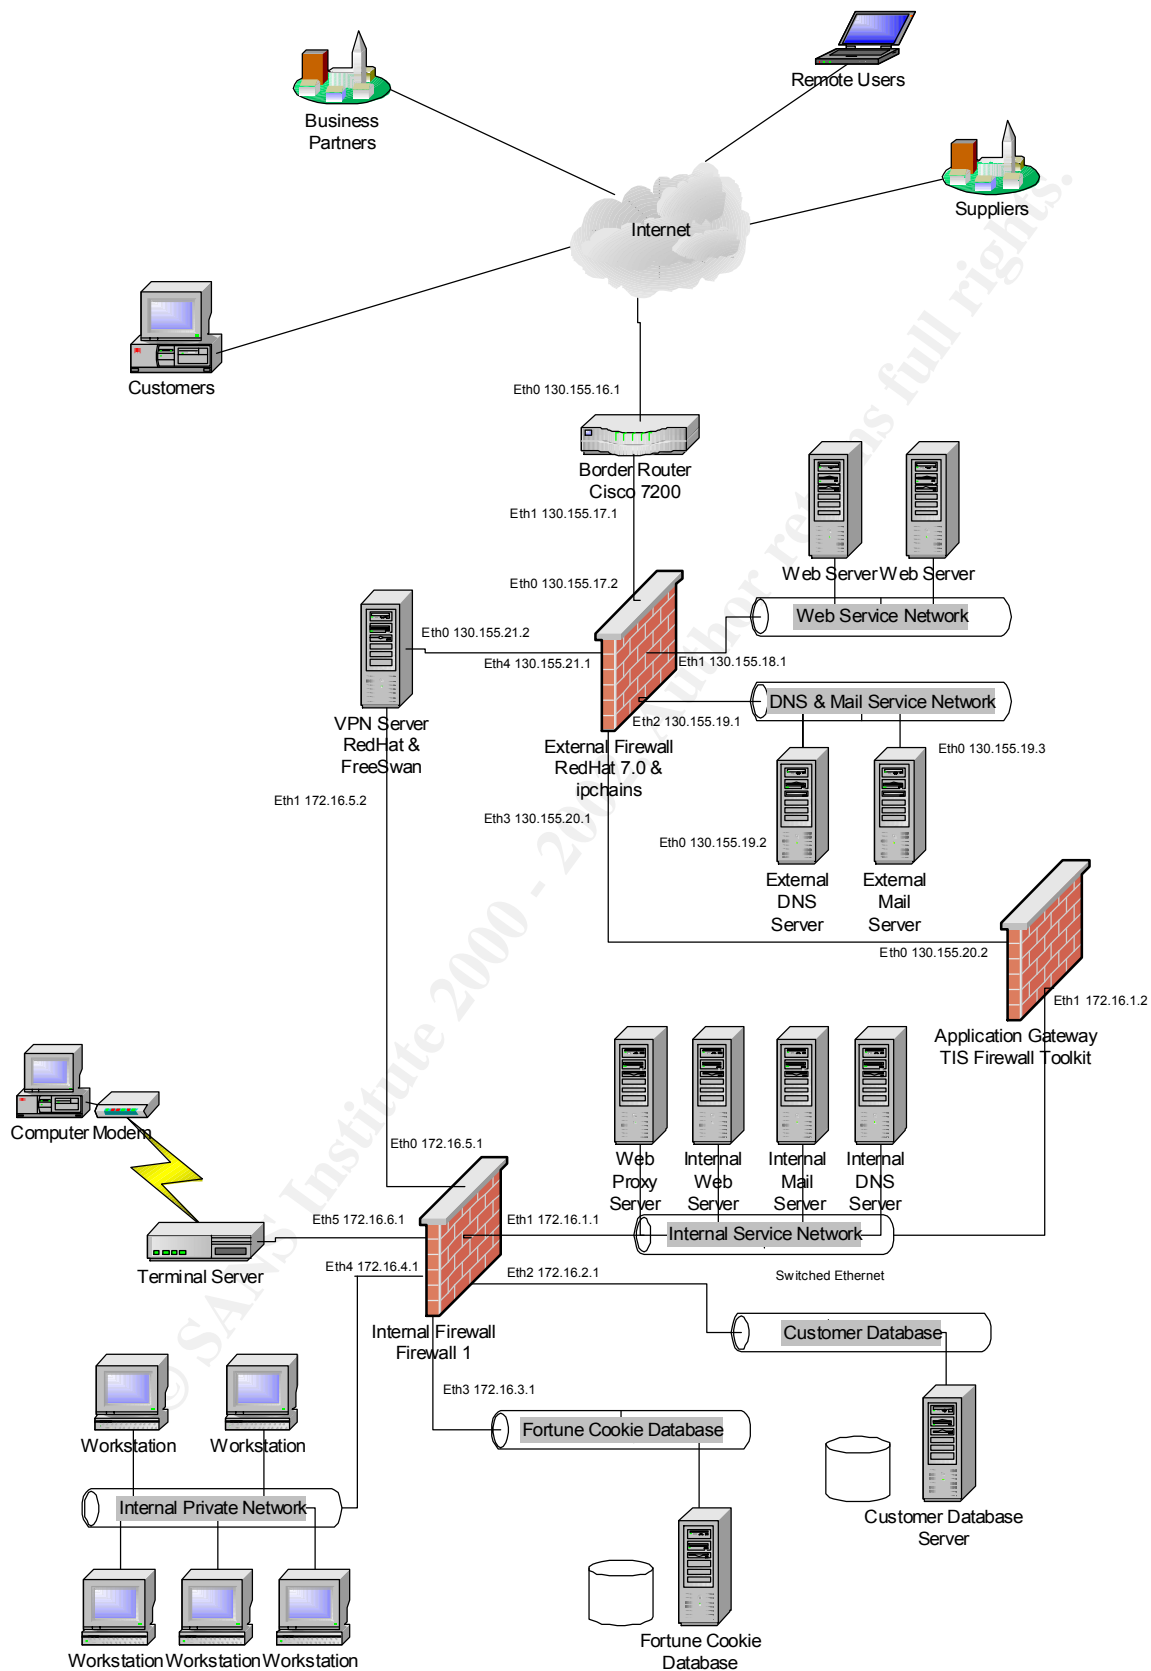 Remote Users
Business
Partners
Suppliers
Internet
Customers
Eth0 130.155.16.1
Border Router
Cisco 7200
Eth1 130.155.17.1
Web Server
Web Server
Eth0 130.155.17.2
Web Service Network
Eth0 130.155.21.2
Eth4 130.155.21.1
Eth1 130.155.18.1
DNS & Mail Service Network
Eth2 130.155.19.1
VPN Server
RedHat &
FreeSwan
External Firewall
RedHat 7.0 &
ipchains
Eth0 130.155.19.3
Eth1 172.16.5.2
Eth3 130.155.20.1
Eth0 130.155.19.2
External
DNS
Server
External
Mail
Server
Eth0 130.155.20.2
Eth1 172.16.1.2
Application Gateway
TIS Firewall Toolkit
Computer Modem
Eth0 172.16.5.1
Web
Proxy
Server
Internal
Web
Server
Internal
Mail
Server
Internal
DNS
Server
Eth5 172.16.6.1
Eth1 172.16.1.1
Internal Service Network
Terminal Server
Eth4 172.16.4.1
Eth2 172.16.2.1
Switched Ethernet
Internal Firewall
Firewall 1
Customer Database
Eth3 172.16.3.1
Fortune Cookie Database
Workstation
Workstation
Internal Private Network
Customer Database
Server
Workstation
Workstation
Workstation
Fortune Cookie
Database
© SANS Institute 2000 - 2002, Author retains full rights.